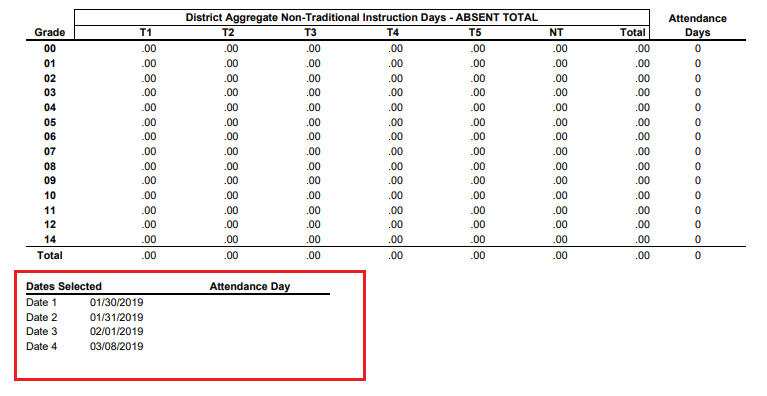 District Aggregate Non-Traditional Instruction Days - ABSENT TOTAL Attendance
Grade T1 T2 T3 T4 T5 NT Total Days
00 .00 .00 .00 .00 .00 .00 .00 0
01 .00 .00 .00 .00 .00 .00 .00 0
02 .00 .00 .00 .00 .00 .00 .00 0
03 .00 .00 .00 .00 .00 .00 .00 0
04 .00 .00 .00 .00 .00 .00 .00 0
05 .00 .00 .00 .00 .00 .00 .00 0
06 .00 .00 .00 .00 .00 .00 .00 0
07 .00 .00 .00 .00 .00 .00 .00 0
08 .00 .00 .00 .00 .00 .00 .00 0
09 .00 .00 .00 .00 .00 .00 .00 0
10 .00 .00 .00 .00 .00 .00 .00 0
11 .00 .00 .00 .00 .00 .00 .00 0
12 .00 .00 .00 .00 .00 .00 .00 0
14 .00 .00 .00 .00 .00 .00 .00 0
Total .00 .00 .00 .00 .00 .00 .00 0
Dates Selected Attendance Day
Date 1 01/30/2019
Date 2 01/31/2019
Date 3 02/01/2019
Date 4 03/08/2019